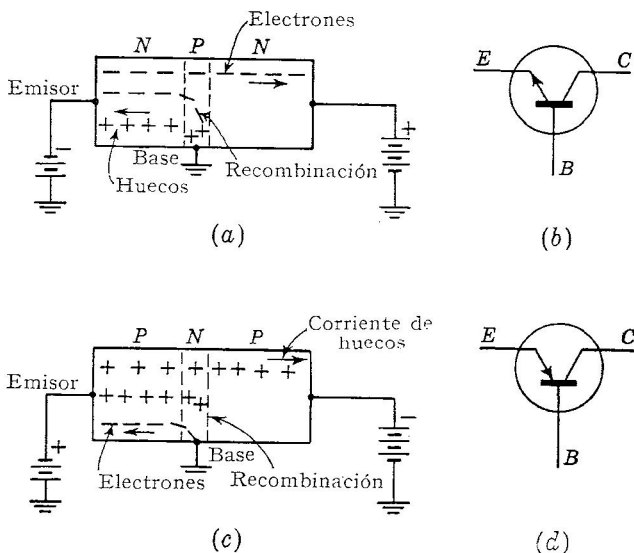 Electrones
N P N
Emisor
Base
Recombinación
Huecos
(a)
E C
B
(b)
Corriente de
huecos
P N P
Emisor
Base
Electrones
Recombinación
(c)
E C
B
(d)